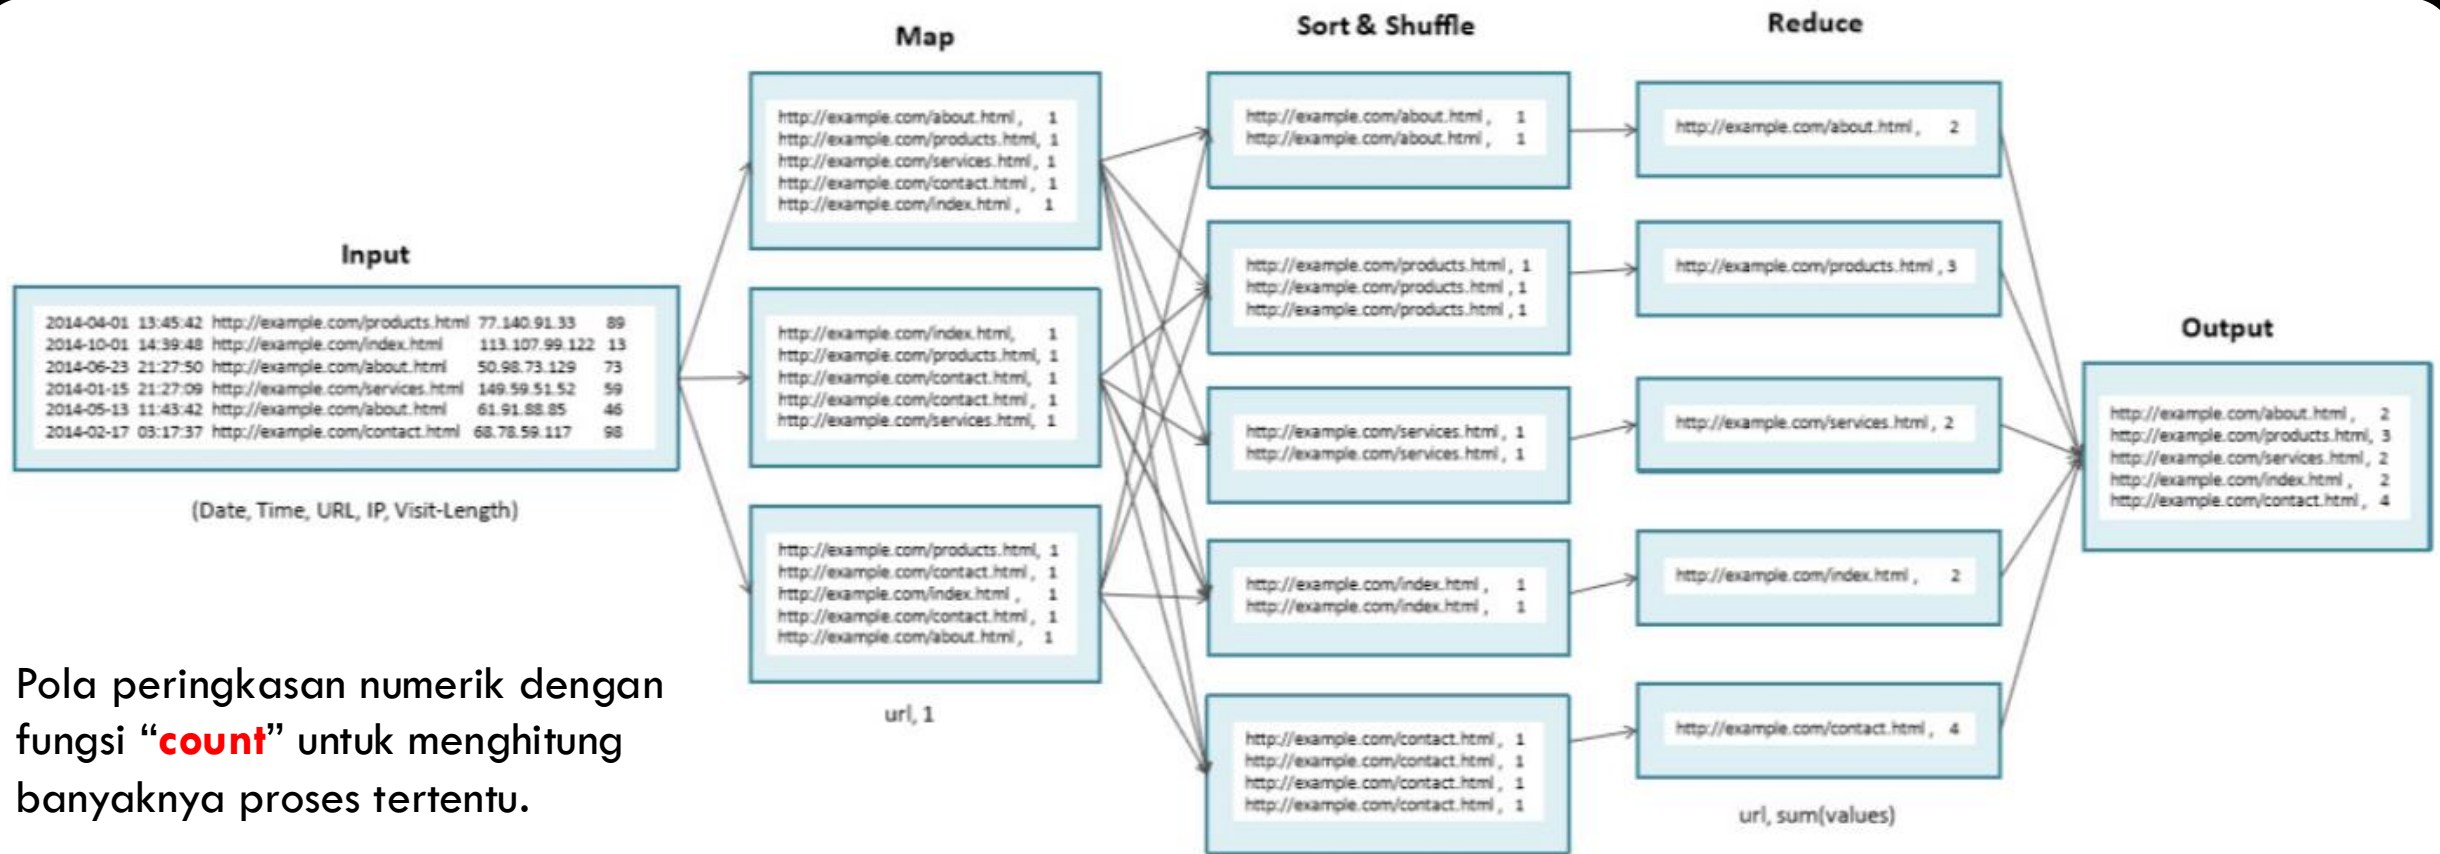 Input
2014-04-01 13:45:42 http://example.com/products.html 77.140.91.33 89
2014-10-01 14:39:48 http://example.com/index.html 113.107.99.122 13
2014-06-23 21:27:50 http://example.com/about.html 50.98.73.129 73
2014-01-15 21:27:09 http://example.com/services.html 149.59.51.52 59
2014-05-13 11:43:42 http://example.com/about.html 61.91.88.85 46
2014-02-17 03:17:37 http://example.com/contact.html 68.78.59.117 98
(Date, Time, URL, IP, Visit-Length)
Map
http://example.com/about.html, 1
http://example.com/products.html, 1
http://example.com/services.html, 1
http://example.com/contact.html, 1
http://example.com/index.html, 1
http://example.com/index.html, 1
http://example.com/products.html, 1
http://example.com/contact.html, 1
http://example.com/contact.html, 1
http://example.com/services.html, 1
http://example.com/products.html, 1
http://example.com/contact.html, 1
http://example.com/index.html, 1
http://example.com/contact.html, 1
http://example.com/about.html, 1
url, 1
Sort & Shuffle
http://example.com/about.html, 1
http://example.com/about.html, 1
http://example.com/products.html, 1
http://example.com/products.html, 1
http://example.com/products.html, 1
http://example.com/services.html, 1
http://example.com/services.html, 1
http://example.com/index.html, 1
http://example.com/index.html, 1
http://example.com/contact.html, 1
http://example.com/contact.html, 1
http://example.com/contact.html, 1
http://example.com/contact.html, 1
Reduce
http://example.com/about.html, 2
http://example.com/products.html, 3
http://example.com/services.html, 2
http://example.com/index.html, 2
http://example.com/contact.html, 4
url, sum(values)
Output
http://example.com/about.html, 2
http://example.com/products.html, 3
http://example.com/services.html, 2
http://example.com/index.html, 2
http://example.com/contact.html, 4
Pola peringkasan numerik dengan
fungsi “count” untuk menghitung
banyaknya proses tertentu.